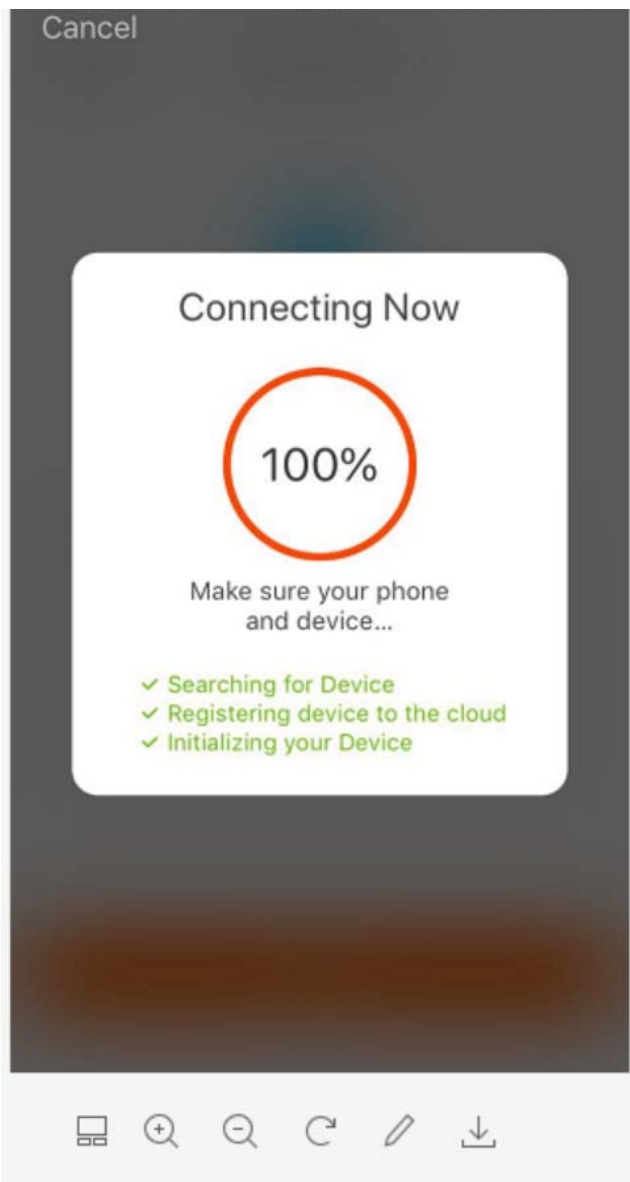 Cancel
Connecting Now
100%
Make sure your phone
and device...
✓ Searching for Device
✓ Registering device to the cloud
✓ Initializing your Device